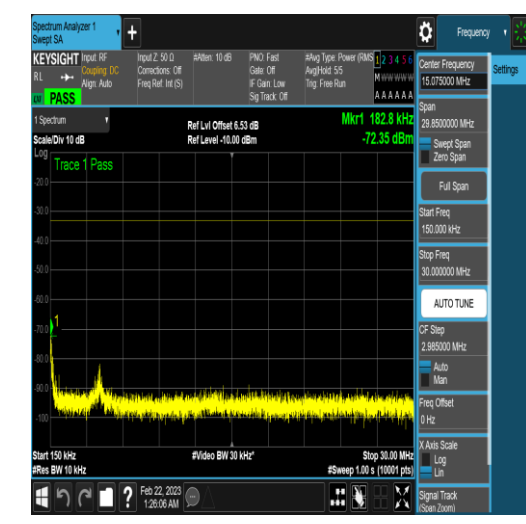 Spectrum Analyzer 1
Swept SA
Frequency
KEYSIGHT
RL
PASS
Input: RF
Coupling: DC
Align: Auto
Input Z: 50 Ω
Corrections: Off
Freq Ref: Int (S)
#Atten: 10 dB
PNO: Fast
Gate: Off
IF Gain: Low
Sig Track: Off
#Avg Type: Power (RMS
Avg|Hold: 5/5
Trig: Free Run
1 2 3 4 5 6
M W W W W W
A A A A A A
Center Frequency
15.075000 MHz
Settings
1 Spectrum
Scale/Div 10 dB
Ref Lvl Offset 6.53 dB
Ref Level -10.00 dBm
Mkr1 182.8 kHz
-72.35 dBm
Span
29.8500000 MHz
Swept Span
Zero Span
Full Span
Start Freq
150.000 kHz
Stop Freq
30.000000 MHz
AUTO TUNE
CF Step
2.985000 MHz
Auto
Man
Freq Offset
0 Hz
X Axis Scale
Log
Lin
Signal Track
(Span Zoom)
Log
Trace 1 Pass
-20.0
-30.0
-40.0
-50.0
-60.0
-70.0
-80.0
-90.0
-100
1
Start 150 kHz
#Res BW 10 kHz
#Video BW 30 kHz*
Stop 30.00 MHz
#Sweep 1.00 s (10001 pts)
?
Feb 22, 2023
1:26:06 AM